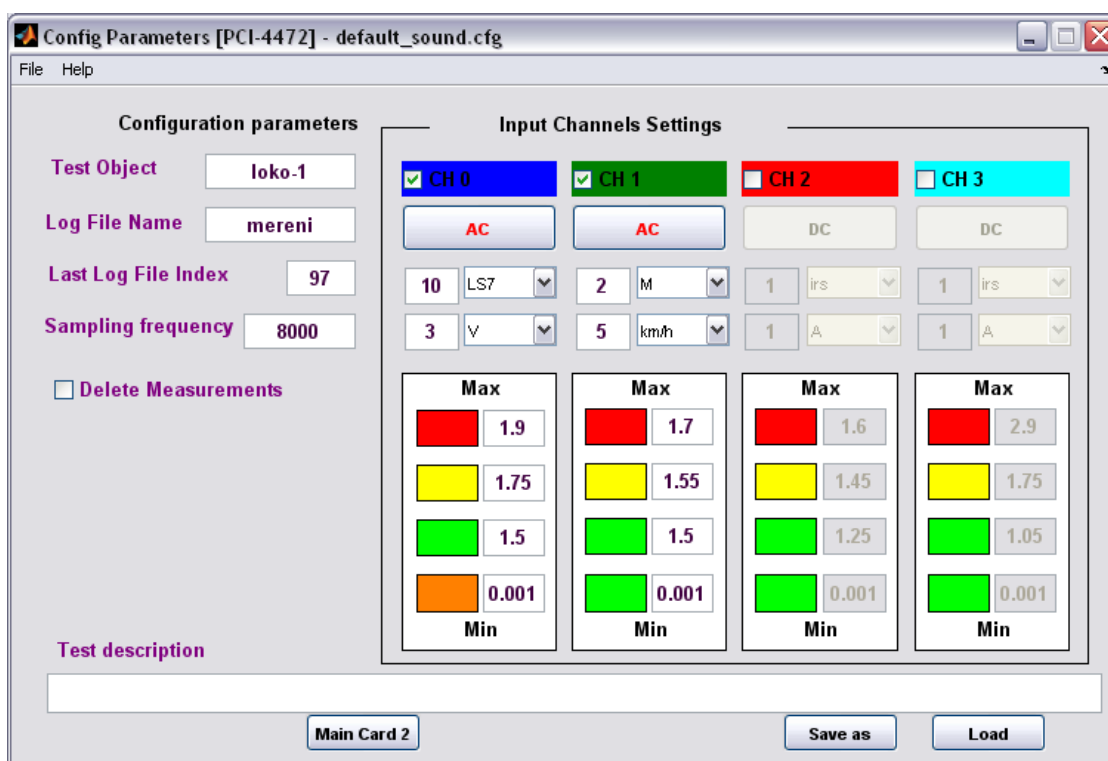 Config Parameters [PCI-4472] - default_sound.cfg
File Help
Configuration parameters
Test Object loko-1
Log File Name mereni
Last Log File Index 97
Sampling frequency 8000
Delete Measurements
Input Channels Settings
CH 0 CH 1 CH 2 CH 3
AC AC DC DC
10 LS7 2 M 1 irs 1 irs
3 V 5 km/h 1 A 1 A
Max Max Max Max
1.9 1.7 1.6 2.9
1.75 1.55 1.45 1.75
1.5 1.5 1.25 1.05
0.001 0.001 0.001 0.001
Min Min Min Min
Test description
Main Card 2 Save as Load